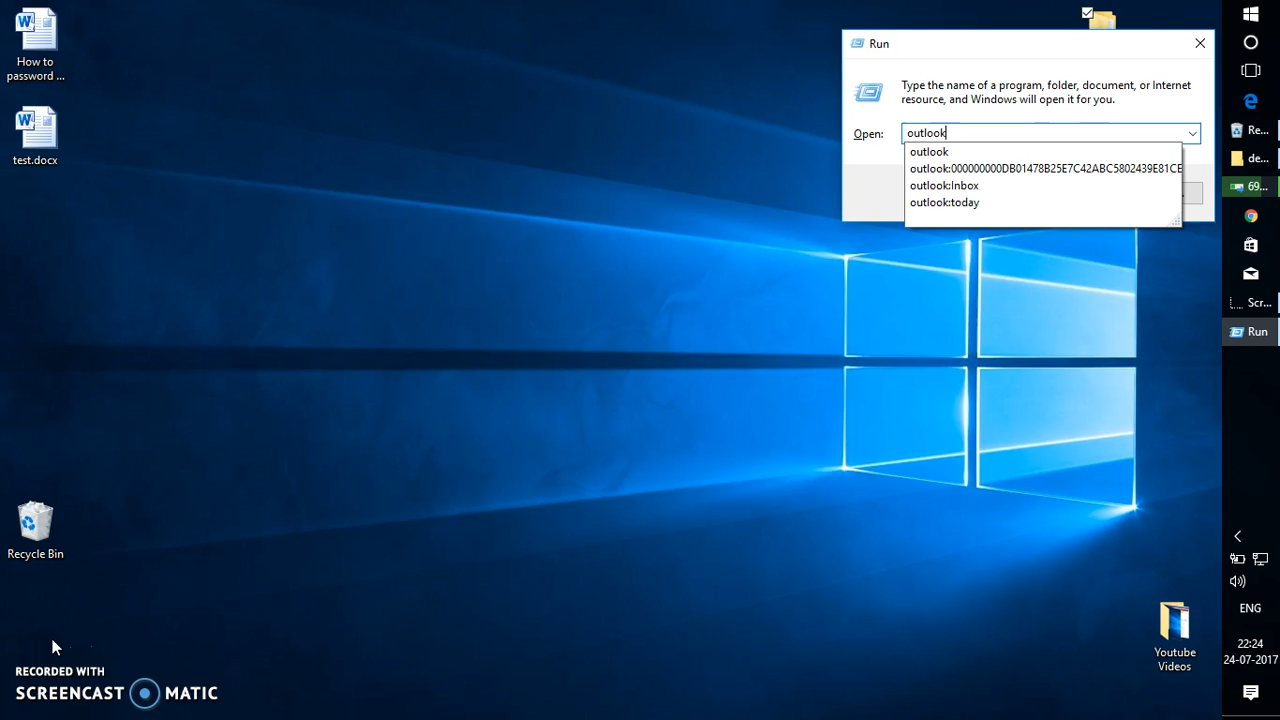 How to
password ...
test.docx
Recycle Bin
RECORDED WITH
SCREENCAST MATIC
Run
Type the name of a program, folder, document, or Internet
resource, and Windows will open it for you.
Open:
outlook
outlook
outlook:000000000DB01478B25E7C42ABC5802439E81CE
outlook:Inbox
outlook:today
Youtube
Videos
Re...
de...
69...
Scr...
Run
ENG
22:24
24-07-2017